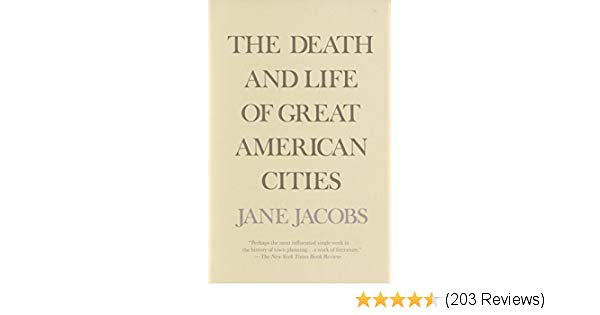 THE DEATH
AND LIFE
OF GREAT
AMERICAN
CITIES
JANE JACOBS
"Perhaps the most influential single work in
the history of town planning. . . a work of literature."
—The New York Times Book Review
(203 Reviews)